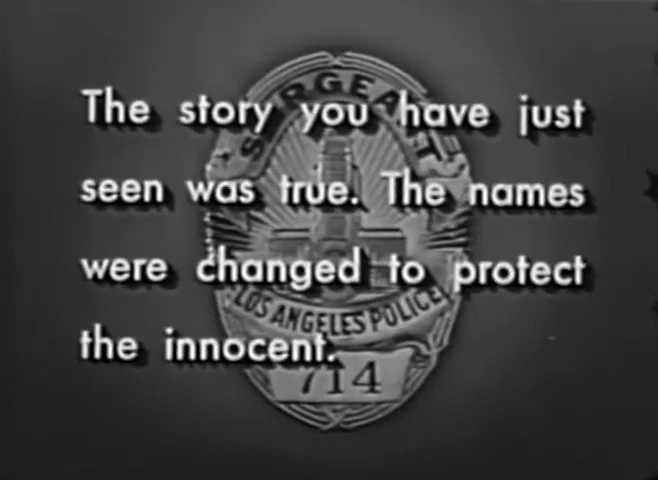 SERGEANT
The story you have just
seen was true. The names
were changed to protect
the innocent.
LOS ANGELES POLICE
714